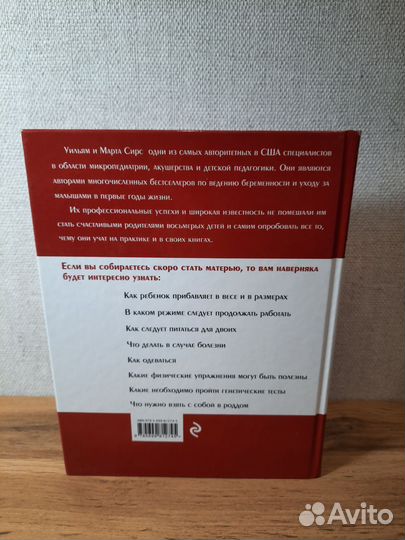 Уильям и Марта Сирс одни из самых авторитетных в США специалистов
в области микропедиатрии, акушерства и детской педагогики. Они являются
авторами многочисленных бестселлеров по ведению беременности и уходу за
малышами в первые годы жизни.
Их профессиональные успехи и широкая известность не помешали им
стать счастливыми родителями восьмерых детей и самим опробовать все то,
чему они учат на практике и в своих книгах.
Если вы собираетесь скоро стать матерью, то вам наверняка
будет интересно узнать:
Как ребенок прибавляет в весе и в размерах
В каком режиме следует продолжать работать
Как следует питаться для двоих
Что делать в случае болезни
Как одеваться
Какие физические упражнения могут быть полезны
Какие необходимо пройти генетические тесты
Что нужно взять с собой в роддом
Avito